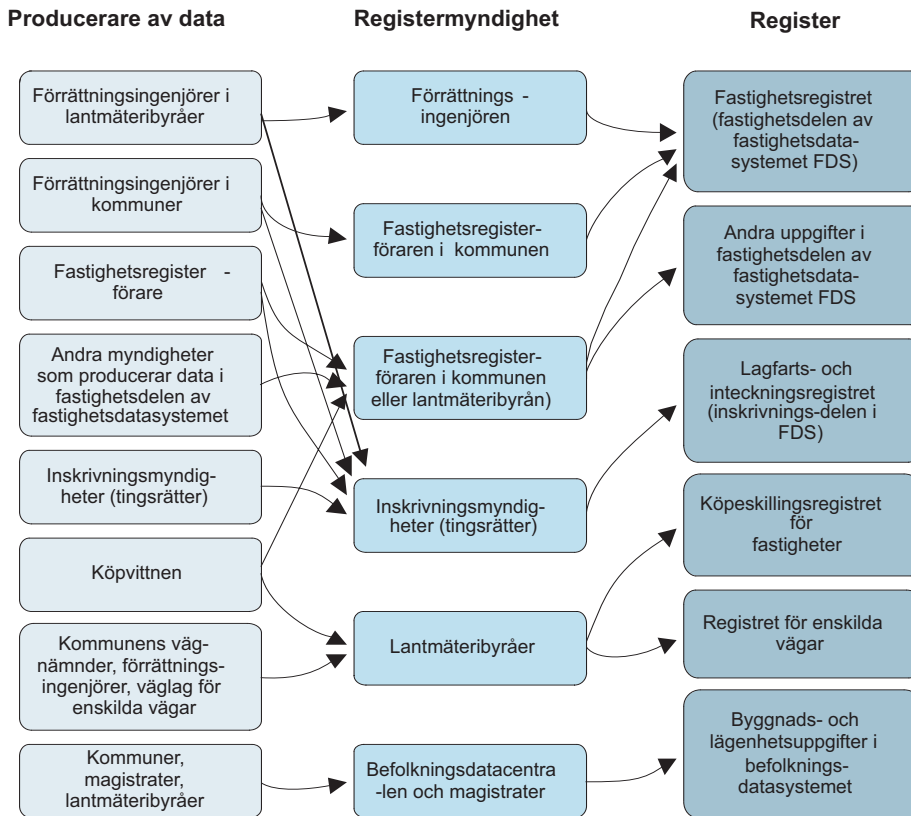 Producerare av data
Registermyndighet
Register
Förrättningsingenjörer i
lantmäteribyråer
Förrättningsingenjörer i
kommuner
Fastighetsregister -
förare
Andra myndigheter
som producerar data i
fastighetsdelen av
fastighetsdatasystemet
Inskrivningsmyndig-
heter (tingsrätter)
Köpvittnen
Kommunens väg-
nämnder, förrättnings-
ingenjörer, väglag för
enskilda vägar
Kommuner,
magistrater,
lantmäteribyråer
Förrättnings -
ingenjören
Fastighetsregister-
föraren i kommunen
Fastighetsregister-
föraren i kommunen
eller lantmäteribyrån)
Inskrivningsmyndig-
heter (tingsrätter)
Lantmäteribyråer
Befolkningsdatacentra
-len och magistrater
Fastighetsregistret
(fastighetsdelen av
fastighetsdata-
systemet FDS)
Andra uppgifter i
fastighetsdelen av
fastighetsdata-
systemet FDS
Lagfarts- och
inteckningsregistret
(inskrivnings-delen i
FDS)
Köpeskillingsregistret
för
fastigheter
Registret för enskilda
vägar
Byggnads- och
lägenhetsuppgifter i
befolknings-
datasystemet